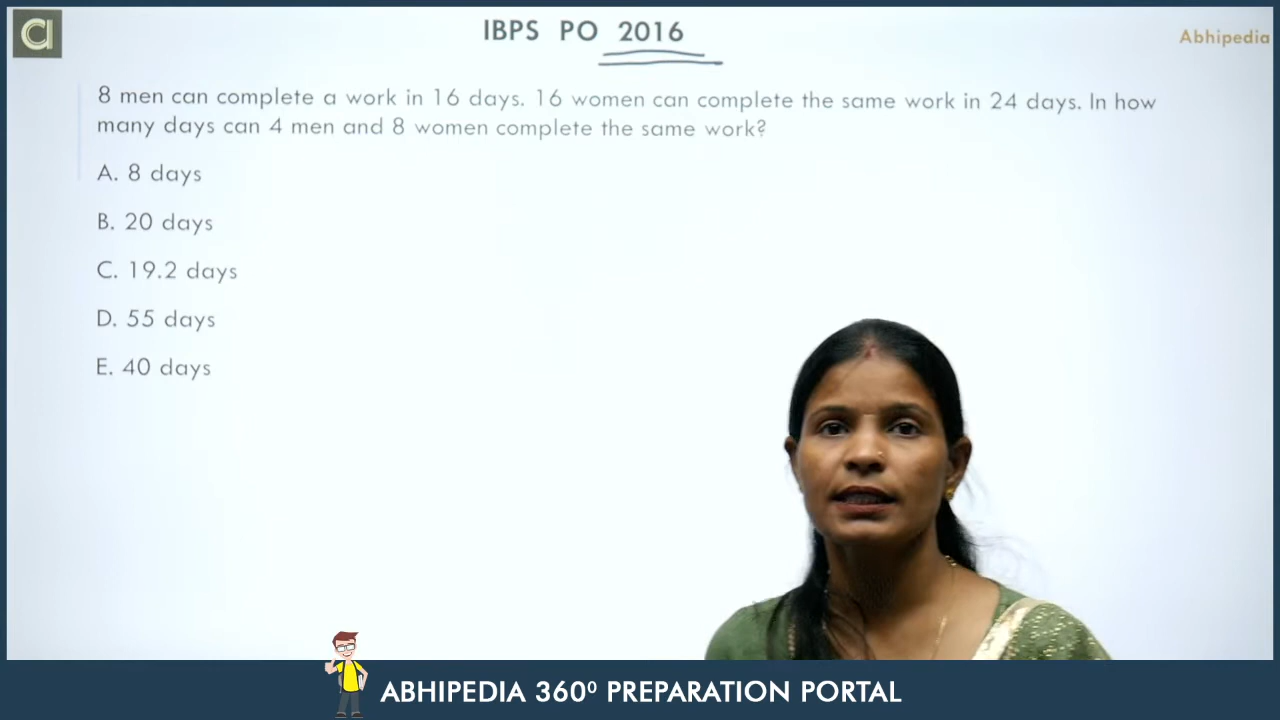 IBPS PO 2016
Abhipedia
8 men can complete a work in 16 days. 16 women can complete the same work in 24 days. In how
many days can 4 men and 8 women complete the same work?
A. 8 days
B. 20 days
C. 19.2 days
D. 55 days
E. 40 days
ABHIPEDIA 360⁰ PREPARATION PORTAL